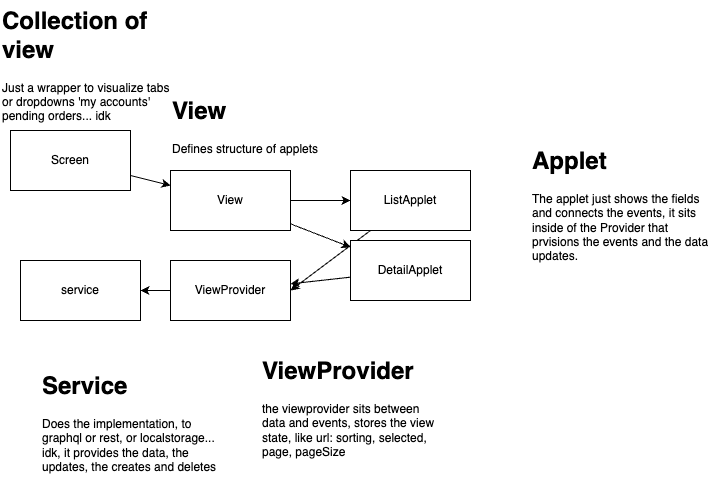 Collection of
view
Just a wrapper to visualize tabs
or dropdowns 'my accounts'
pending orders... idk
View
Defines structure of applets
Screen
View
ListApplet
DetailApplet
service
ViewProvider
Applet
The applet just shows the fields
and connects the events, it sits
inside of the Provider that
prvisions the events and the data
updates.
Service
Does the implementation, to
graphql or rest, or localstorage...
idk, it provides the data, the
updates, the creates and deletes
ViewProvider
the viewprovider sits between
data and events, stores the view
state, like url: sorting, selected,
page, pageSize